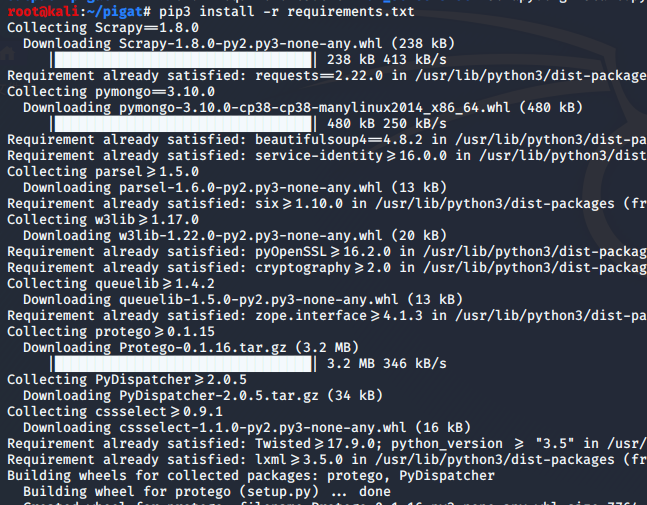 root@kali:~/pigat# pip3 install -r requirements.txt
Collecting Scrapy==1.8.0
Downloading Scrapy-1.8.0-py2.py3-none-any.whl (238 kB)
238 kB 413 kB/s
Requirement already satisfied: requests==2.22.0 in /usr/lib/python3/dist-package
Collecting pymongo==3.10.0
Downloading pymongo-3.10.0-cp38-cp38-manylinux2014_x86_64.whl (480 kB)
480 kB 250 kB/s
Requirement already satisfied: beautifulsoup4==4.8.2 in /usr/lib/python3/dist-pa
Requirement already satisfied: service-identity>=16.0.0 in /usr/lib/python3/dist
Collecting parsel>=1.5.0
Downloading parsel-1.6.0-py2.py3-none-any.whl (13 kB)
Requirement already satisfied: six>=1.10.0 in /usr/lib/python3/dist-packages (fr
Collecting w3lib>=1.17.0
Downloading w3lib-1.22.0-py2.py3-none-any.whl (20 kB)
Requirement already satisfied: pyOpenSSL>=16.2.0 in /usr/lib/python3/dist-packag
Requirement already satisfied: cryptography>=2.0 in /usr/lib/python3/dist-packag
Collecting queuelib>=1.4.2
Downloading queuelib-1.5.0-py2.py3-none-any.whl (13 kB)
Requirement already satisfied: zope.interface>=4.1.3 in /usr/lib/python3/dist-pa
Collecting protego>=0.1.15
Downloading Protego-0.1.16.tar.gz (3.2 MB)
3.2 MB 346 kB/s
Collecting PyDispatcher>=2.0.5
Downloading PyDispatcher-2.0.5.tar.gz (34 kB)
Collecting cssselect>=0.9.1
Downloading cssselect-1.1.0-py2.py3-none-any.whl (16 kB)
Requirement already satisfied: Twisted>=17.9.0; python_version >= "3.5" in /usr/
Requirement already satisfied: lxml>=3.5.0 in /usr/lib/python3/dist-packages (fr
Building wheels for collected packages: protego, PyDispatcher
Building wheel for protego (setup.py) ... done